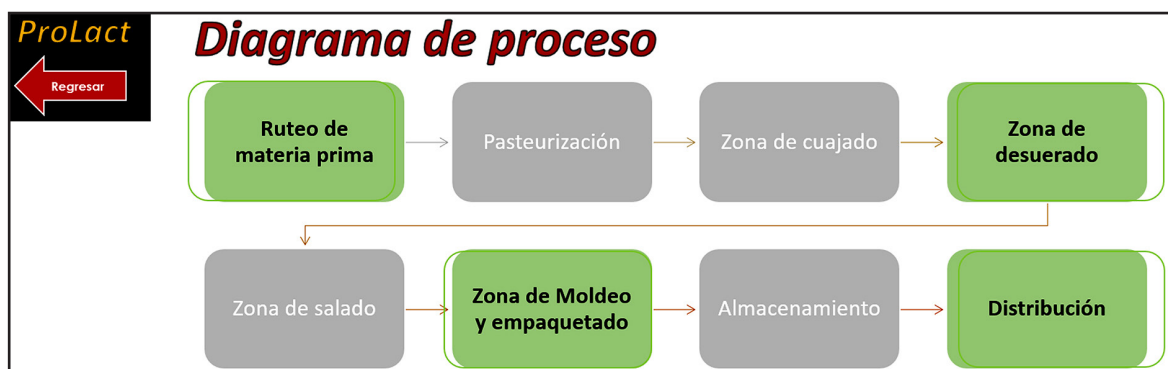 ProLact
Regresar
Diagrama de proceso
Ruteo de
materia prima
Pasteurización
Zona de cuajado
Zona de
desuerado
Zona de salado
Zona de Moldeo
y empaquetado
Almacenamiento
Distribución